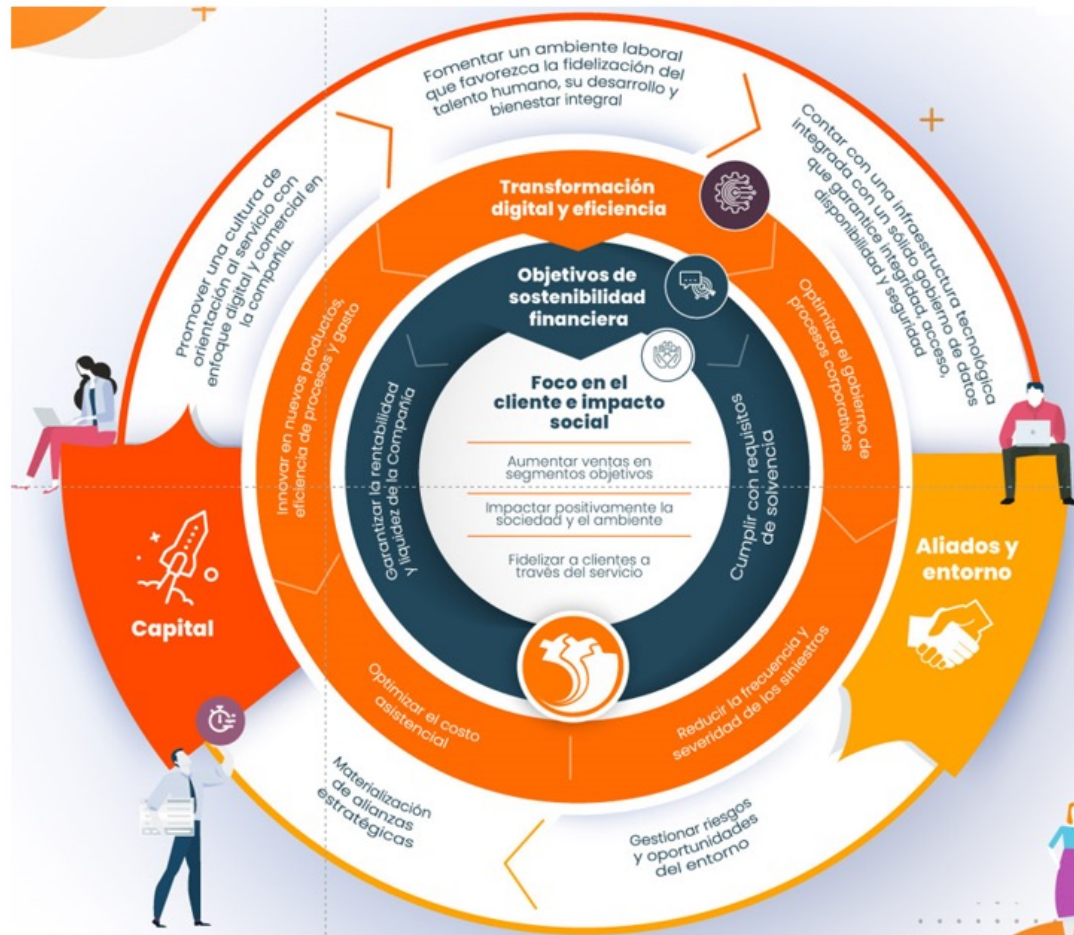 Fomentar un ambiente laboral
que favorezca la fidelización del
talento humano, su desarrollo y
bienestar integral
Contar con una infraestructura tecnológica
integrada con un sólido gobierno de datos
que garantice integridad, acceso,
disponibilidad y seguridad
Promover una cultura de
orientación al servicio con
enfoque digital y comercial en
la compañía.
Transformación
digital y eficiencia
Optimizar el gobierno de
procesos corporativos
Innovar en nuevos productos,
eficiencia de procesos y gasto
Objetivos de
sostenibilidad
financiera
Garantizar la rentabilidad
y liquidez de la Compañía
Cumplir con requisitos
de solvencia
Foco en el
cliente e impacto
social
Aumentar ventas en
segmentos objetivos
Impactar positivamente la
sociedad y el ambiente
Fidelizar a clientes a
través del servicio
Capital
Aliados y
entorno
Optimizar el costo
asistencial
Reducir la frecuencia y
severidad de los siniestros
Materialización
de alianzas
estratégicas
Gestionar riesgos
y oportunidades
del entorno